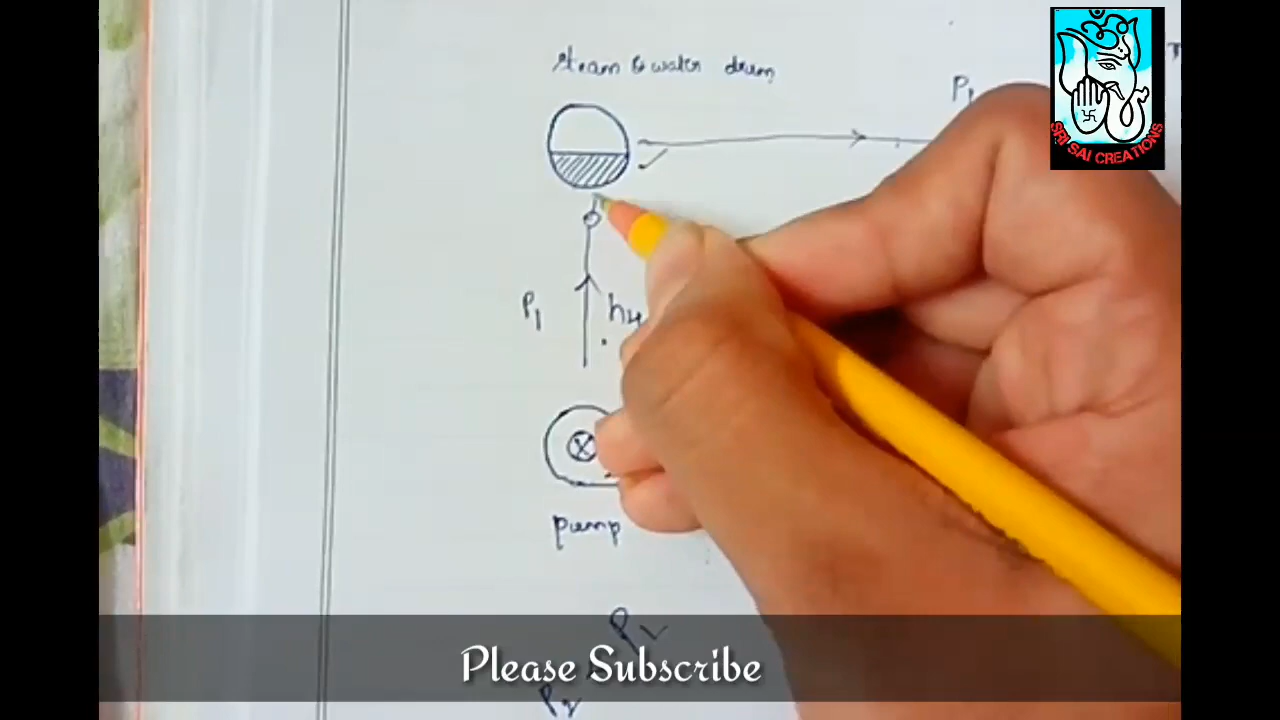 steam & water drum
P1
SRI SAI CREATIONS
P1
h4
pump
Please Subscribe